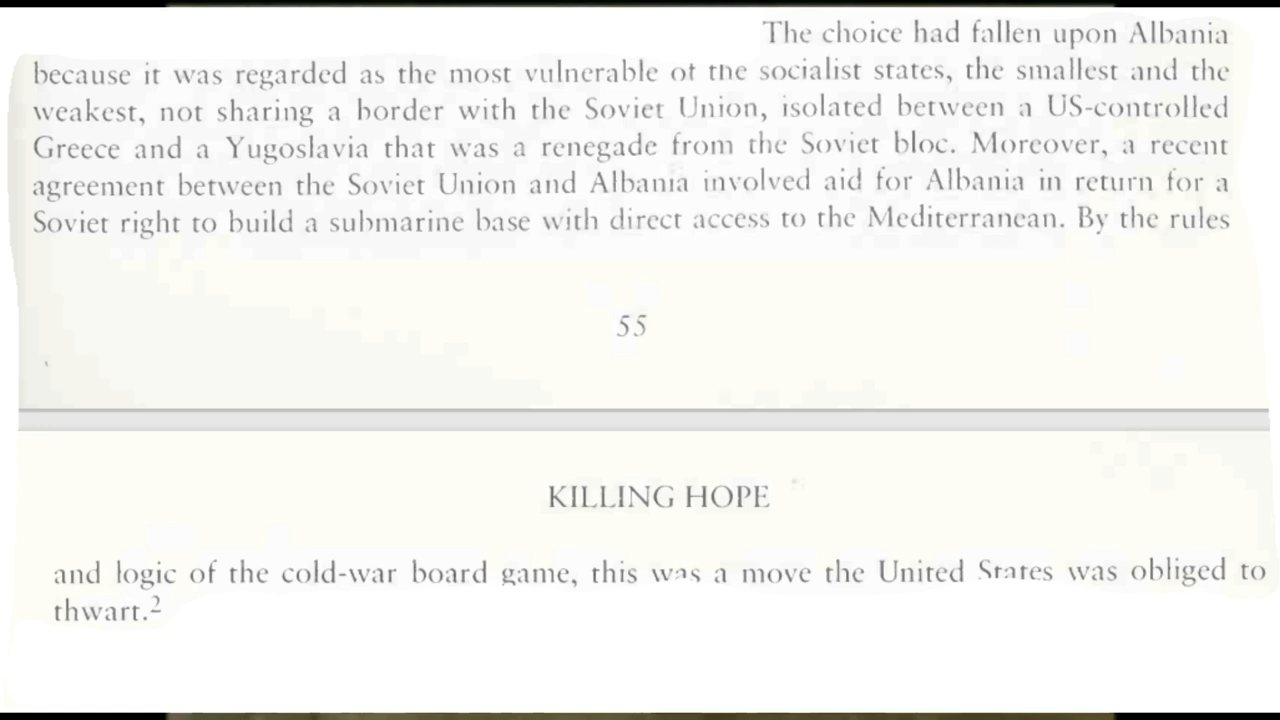 The choice had fallen upon Albania
because it was regarded as the most vulnerable of the socialist states, the smallest and the
weakest, not sharing a border with the Soviet Union, isolated between a US-controlled
Greece and a Yugoslavia that was a renegade from the Soviet bloc. Moreover, a recent
agreement between the Soviet Union and Albania involved aid for Albania in return for a
Soviet right to build a submarine base with direct access to the Mediterranean. By the rules
55
KILLING HOPE
and logic of the cold-war board game, this was a move the United States was obliged to
thwart.2